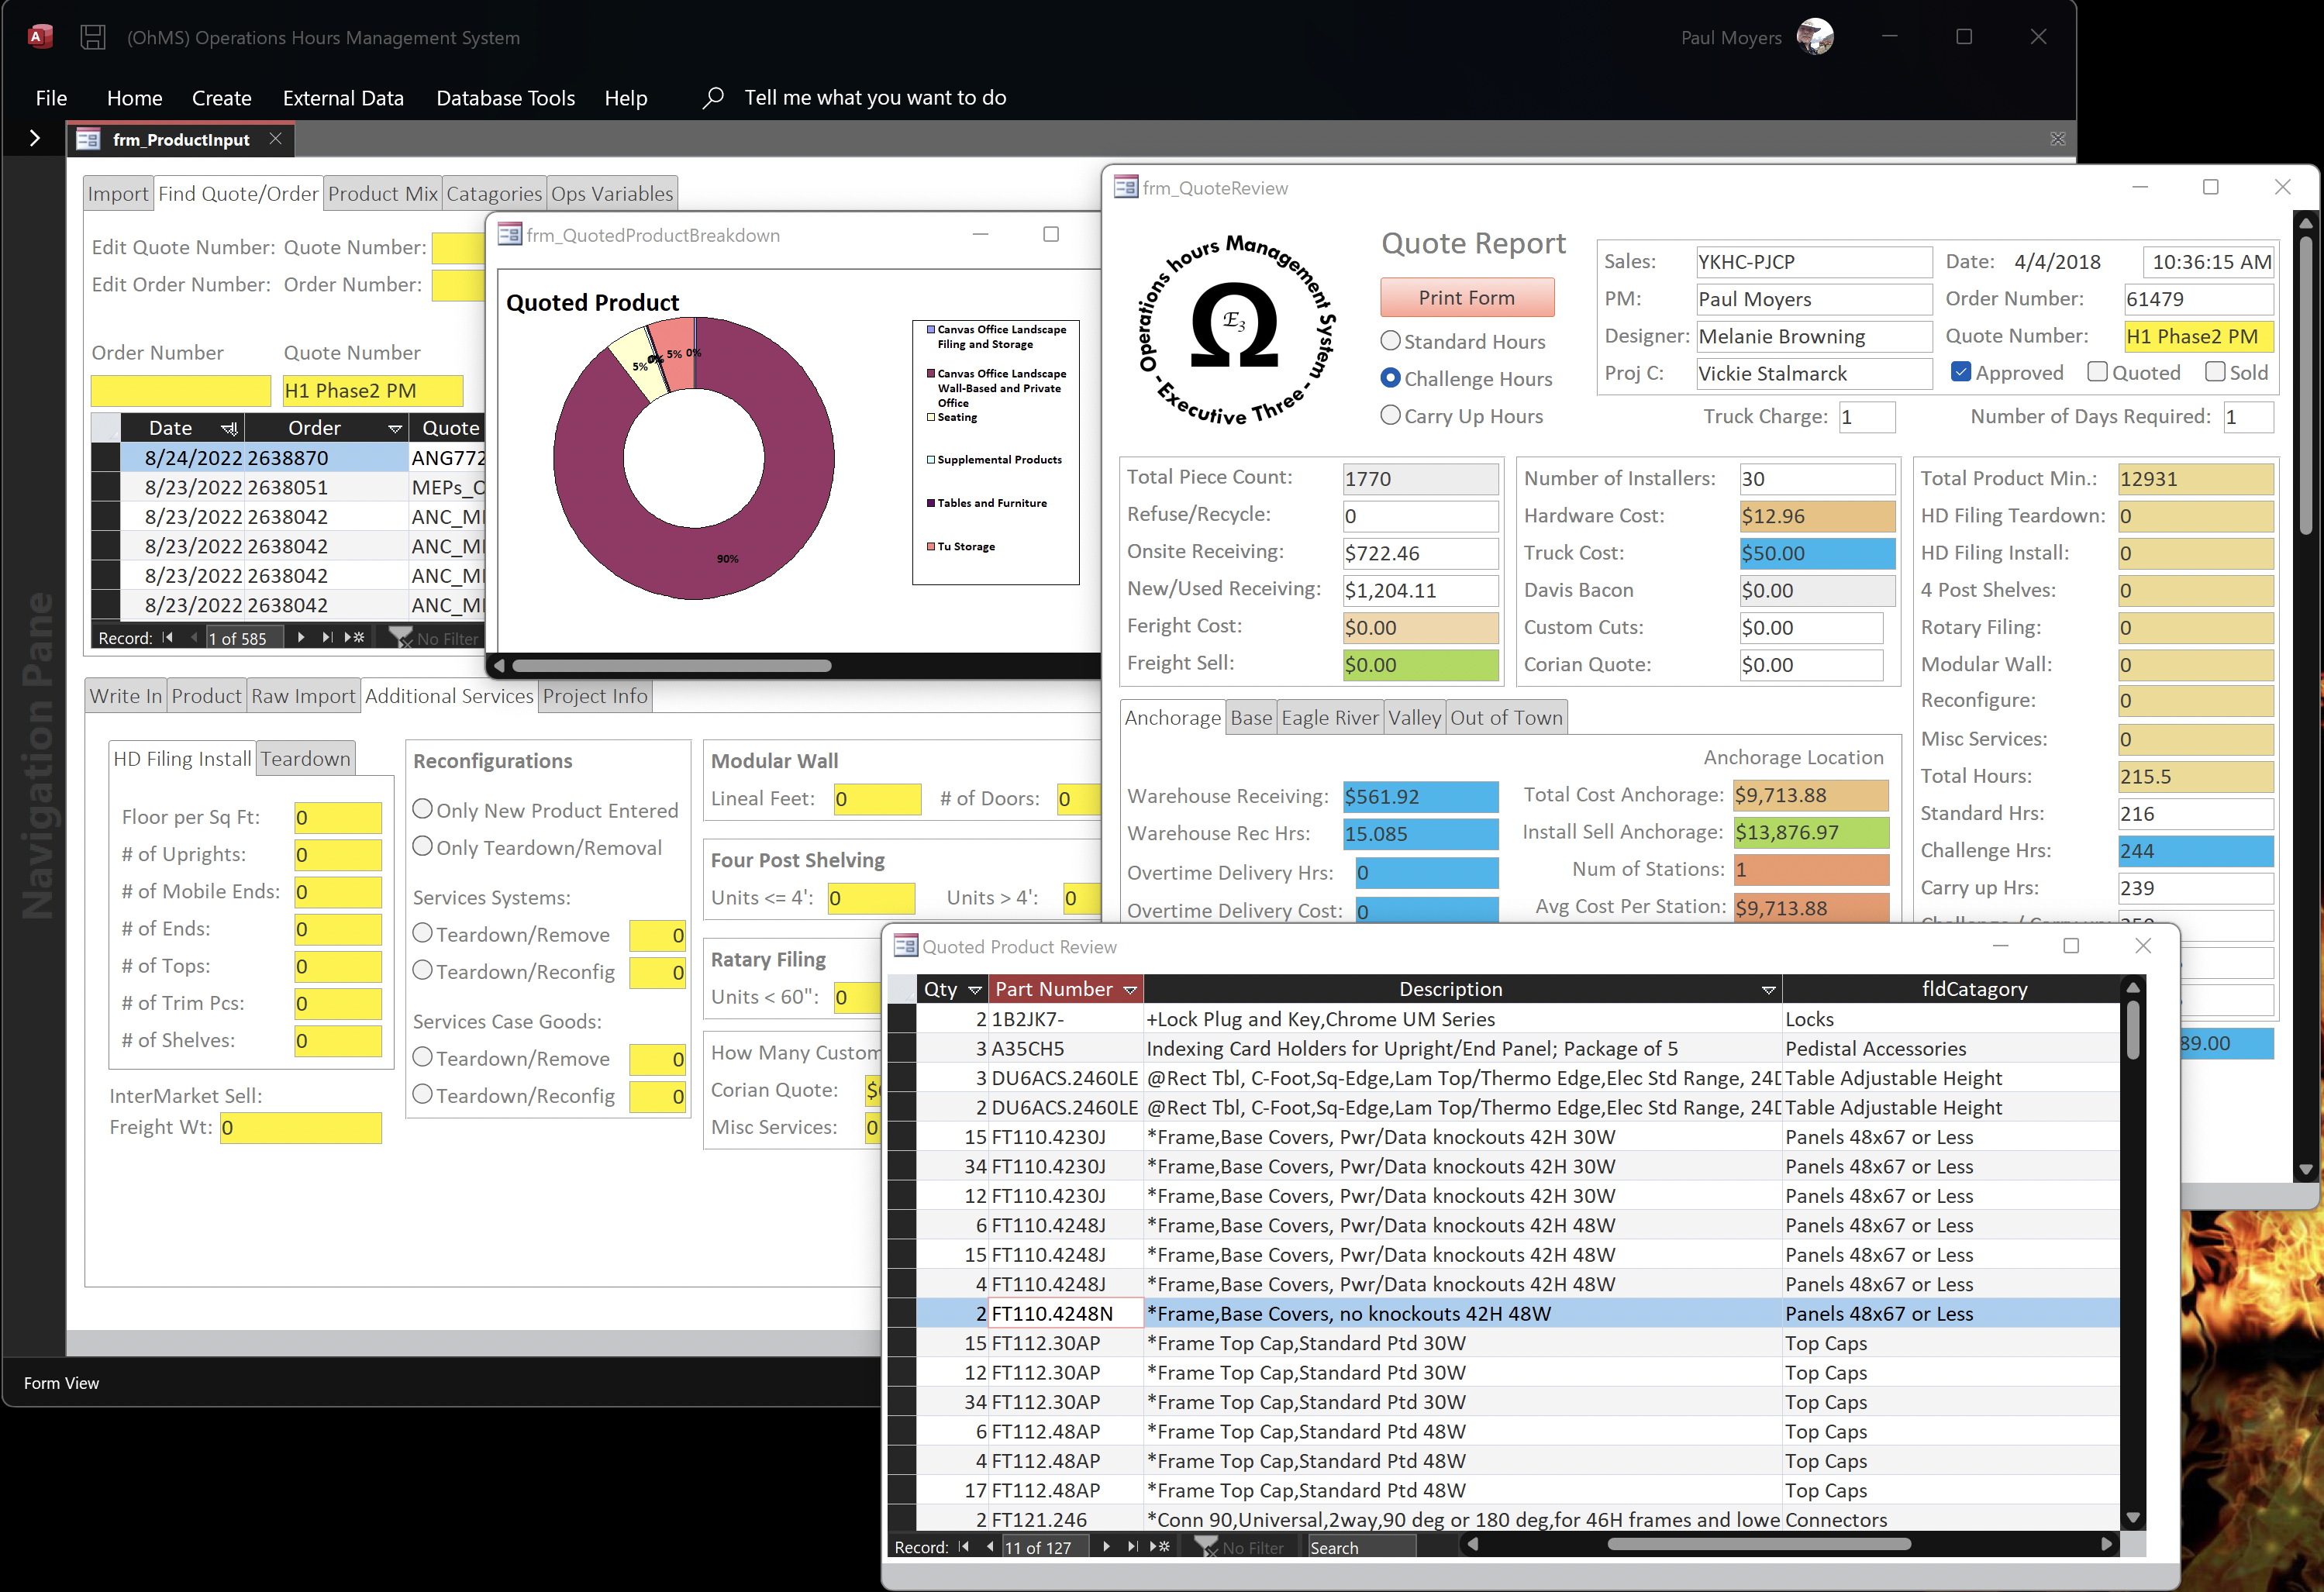 (OhMS) Operations Hours Management System
Paul Moyers
File Home Create External Data Database Tools Help Tell me what you want to do
frm_ProductInput
Navigation Pane
Import Find Quote/Order Product Mix Catagories Ops Variables
Edit Quote Number: Quote Number:
Edit Order Number: Order Number:
Order Number Quote Number
H1 Phase2 PM
Date Order Quote
8/24/2022 2638870 ANG772
8/23/2022 2638051 MEPs_
8/23/2022 2638042 ANC_
8/23/2022 2638042 ANC_
8/23/2022 2638042 ANC_
8/23/2022 2638042 ANC_
Record: 1 of 585 No Filter
frm_QuotedProductBreakdown
Quoted Product
5% 0% 5% 0%
90%
Canvas Office Landscape
Filing and Storage
Canvas Office Landscape
Wall-Based and Private
Office
Seating
Supplemental Products
Tables and Furniture
Tu Storage
Write In Product Raw Import Additional Services Project Info
HD Filing Install Teardown
Floor per Sq Ft: 0
# of Uprights: 0
# of Mobile Ends: 0
# of Ends: 0
# of Tops: 0
# of Trim Pcs: 0
# of Shelves: 0
InterMarket Sell:
Freight Wt: 0
Reconfigurations
Only New Product Entered
Only Teardown/Removal
Services Systems:
Teardown/Remove 0
Teardown/Reconfig 0
Services Case Goods:
Teardown/Remove 0
Teardown/Reconfig 0
Modular Wall
Lineal Feet: 0 # of Doors: 0
Four Post Shelving
Units <= 4': 0 Units > 4': 0
Ratary Filing
Units < 60": 0
How Many Custom
Corian Quote: $
Misc Services: 0
Form View
frm_QuoteReview
Operations hours Management System
- Executive Three -
Ω
E3
Quote Report
Print Form
Standard Hours
Challenge Hours
Carry Up Hours
Sales: YKHC-PJCP Date: 4/4/2018 10:36:15 AM
PM: Paul Moyers Order Number: 61479
Designer: Melanie Browning Quote Number: H1 Phase2 PM
Proj C: Vickie Stalmarck Approved Quoted Sold
Truck Charge: 1 Number of Days Required: 1
Total Piece Count: 1770
Refuse/Recycle: 0
Onsite Receiving: $722.46
New/Used Receiving: $1,204.11
Feright Cost: $0.00
Freight Sell: $0.00
Number of Installers: 30
Hardware Cost: $12.96
Truck Cost: $50.00
Davis Bacon $0.00
Custom Cuts: $0.00
Corian Quote: $0.00
Total Product Min.: 12931
HD Filing Teardown: 0
HD Filing Install: 0
4 Post Shelves: 0
Rotary Filing: 0
Modular Wall: 0
Reconfigure: 0
Misc Services: 0
Total Hours: 215.5
Standard Hrs: 216
Challenge Hrs: 244
Carry up Hrs: 239
89.00
Anchorage Base Eagle River Valley Out of Town
Anchorage Location
Warehouse Receiving: $561.92 Total Cost Anchorage: $9,713.88
Warehouse Rec Hrs: 15.085 Install Sell Anchorage: $13,876.97
Overtime Delivery Hrs: 0 Num of Stations: 1
Overtime Delivery Cost: 0 Avg Cost Per Station: $9,713.88
Quoted Product Review
Qty Part Number Description fldCatagory
2 1B2JK7- +Lock Plug and Key,Chrome UM Series Locks
3 A35CH5 Indexing Card Holders for Upright/End Panel; Package of 5 Pedistal Accessories
3 DU6ACS.2460LE @Rect Tbl, C-Foot,Sq-Edge,Lam Top/Thermo Edge,Elec Std Range, 24D Table Adjustable Height
2 DU6ACS.2460LE @Rect Tbl, C-Foot,Sq-Edge,Lam Top/Thermo Edge,Elec Std Range, 24D Table Adjustable Height
15 FT110.4230J *Frame,Base Covers, Pwr/Data knockouts 42H 30W Panels 48x67 or Less
34 FT110.4230J *Frame,Base Covers, Pwr/Data knockouts 42H 30W Panels 48x67 or Less
12 FT110.4230J *Frame,Base Covers, Pwr/Data knockouts 42H 30W Panels 48x67 or Less
6 FT110.4248J *Frame,Base Covers, Pwr/Data knockouts 42H 48W Panels 48x67 or Less
15 FT110.4248J *Frame,Base Covers, Pwr/Data knockouts 42H 48W Panels 48x67 or Less
4 FT110.4248J *Frame,Base Covers, Pwr/Data knockouts 42H 48W Panels 48x67 or Less
2 FT110.4248N *Frame,Base Covers, no knockouts 42H 48W Panels 48x67 or Less
15 FT112.30AP *Frame Top Cap,Standard Ptd 30W Top Caps
12 FT112.30AP *Frame Top Cap,Standard Ptd 30W Top Caps
34 FT112.30AP *Frame Top Cap,Standard Ptd 30W Top Caps
6 FT112.48AP *Frame Top Cap,Standard Ptd 48W Top Caps
4 FT112.48AP *Frame Top Cap,Standard Ptd 48W Top Caps
17 FT112.48AP *Frame Top Cap,Standard Ptd 48W Top Caps
2 FT121.246 *Conn 90,Universal,2way,90 deg or 180 deg,for 46H frames and lowe Connectors
Record: 11 of 127 No Filter Search